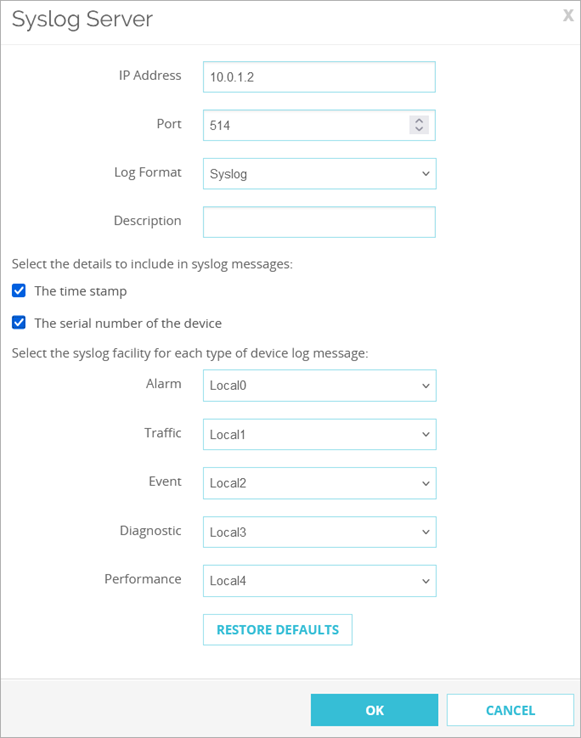 Syslog Server
X
IP Address 10.0.1.2
Port 514
Log Format Syslog
Description
Select the details to include in syslog messages:
The time stamp
The serial number of the device
Select the syslog facility for each type of device log message:
Alarm Local0
Traffic Local1
Event Local2
Diagnostic Local3
Performance Local4
RESTORE DEFAULTS
OK CANCEL